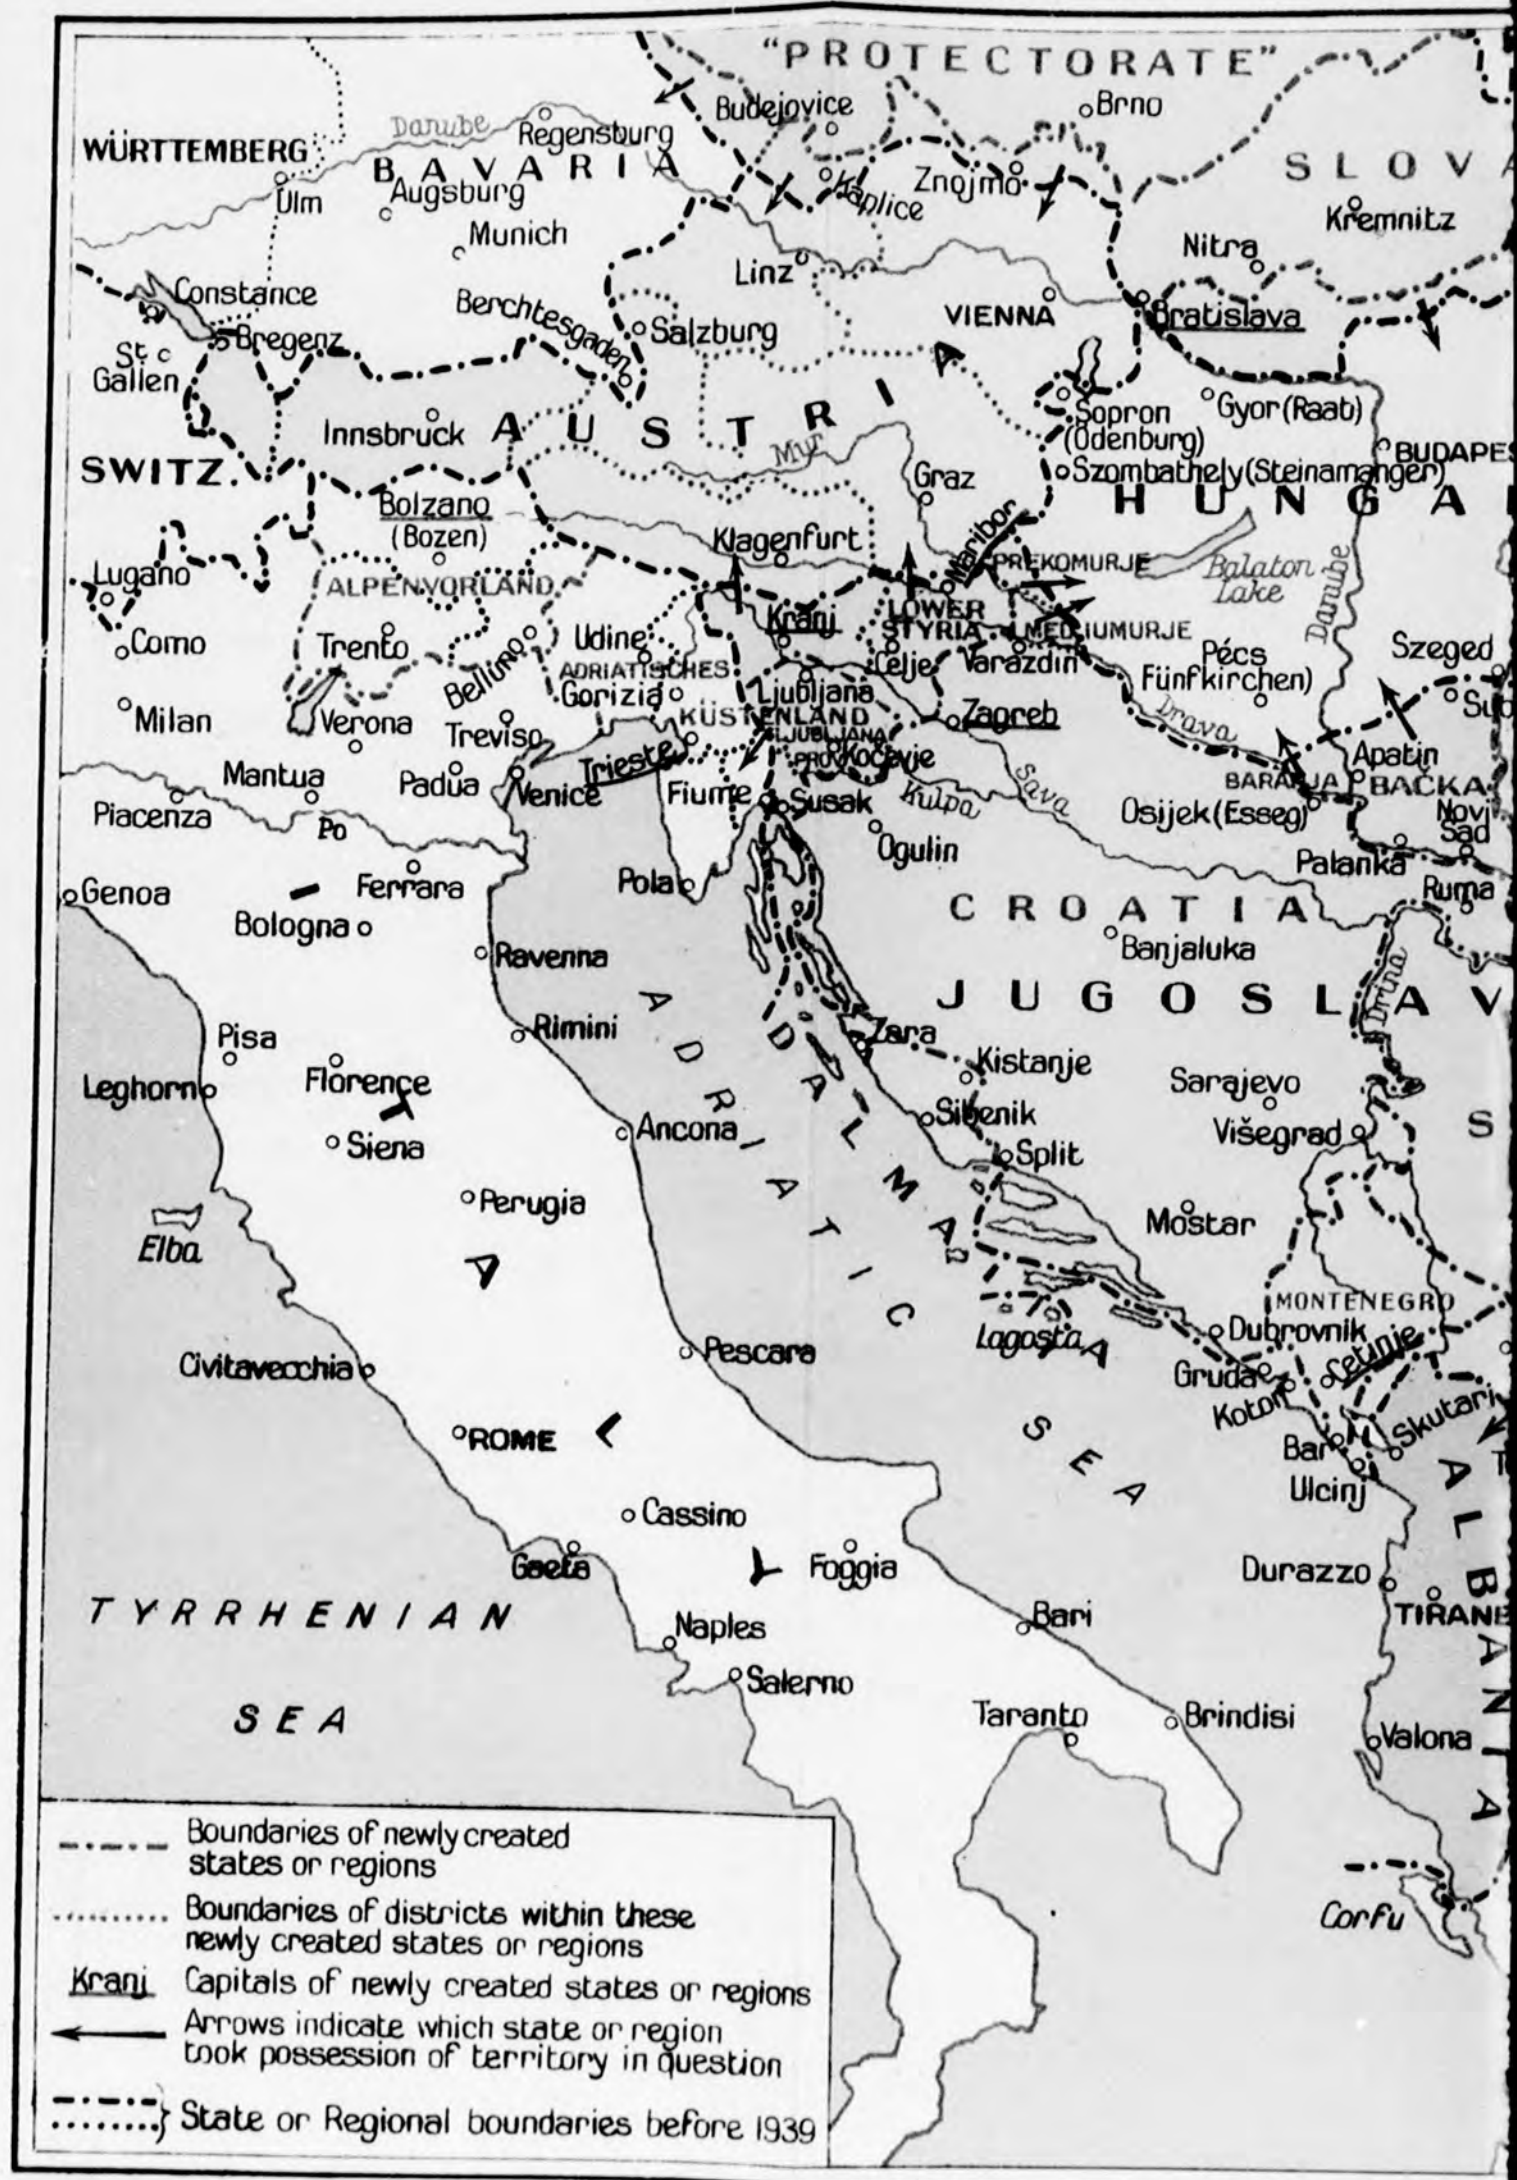 "PROTECTORATE"
Budejovice
Brno
WÜRTTEMBERG
Danube
Regensburg
BAVARIA
Ulm
Augsburg
Munich
Kaplice
Znojmo
SLOVA
Kremnitz
Nitra
Linz
Constance
Berchtesgaden
VIENNA
Bratislava
Bregenz
Salzburg
St.
Gallen
Innsbruck
AUSTRIA
Sopron
(Odenburg)
Gyor (Raab)
SWITZ.
Mur
Graz
BUDAPES
Szombathely (Steinamanger)
HUNGA
Bolzano
(Bozen)
Klagenfurt
Maribor
PREKOMURJE
Balaton
Lake
Danube
Lugano
ALPENVORLAND
Kranj
LOWER
STYRIA
MEDJIUMURJE
Como
Trento
Belluno
Udine
Celje
Varazdin
Pécs
Fünfkirchen)
Szeged
ADRIATISCHES
Gorizia
Ljubljana
Milan
Verona
Treviso
KÜSTENLAND
Zagreb
Drava
Sub
LJUBLJANA
PROV
Kočevje
Mantua
Padua
Venice
Trieste
Fiume
Susak
Kulpa
Sava
Apatin
BARANJA
BAČKA
Piacenza
Po
Osijek (Esseg)
Novi
Sad
Ogulin
Palanka
Genoa
Ferrara
Pola
Ruma
Bologna
CROATIA
Banjaluka
Ravenna
JUGOSLAV
Drina
Pisa
Rimini
Zara
Leghorn
Florence
Kistanje
Sarajevo
Siena
Ancona
Sibenik
Višegrad
S
Split
Perugia
Mostar
Elba
DALMATIA
ADRIATIC
SEA
MONTENEGRO
Lagosta
Dubrovnik
Cetinje
Pescara
Gruda
Kotor
Skutari
Civitavecchia
Bar
Ulcinj
T
ROME
ITALY
Cassino
Gaeta
Foggia
Durazzo
TIRANE
ALBANIA
TYRRHENIAN
SEA
Naples
Bari
Salerno
Taranto
Brindisi
Valona
Corfu
Boundaries of newly created
states or regions
Boundaries of districts within these
newly created states or regions
Kranj Capitals of newly created states or regions
Arrows indicate which state or region
took possession of territory in question
State or Regional boundaries before 1939